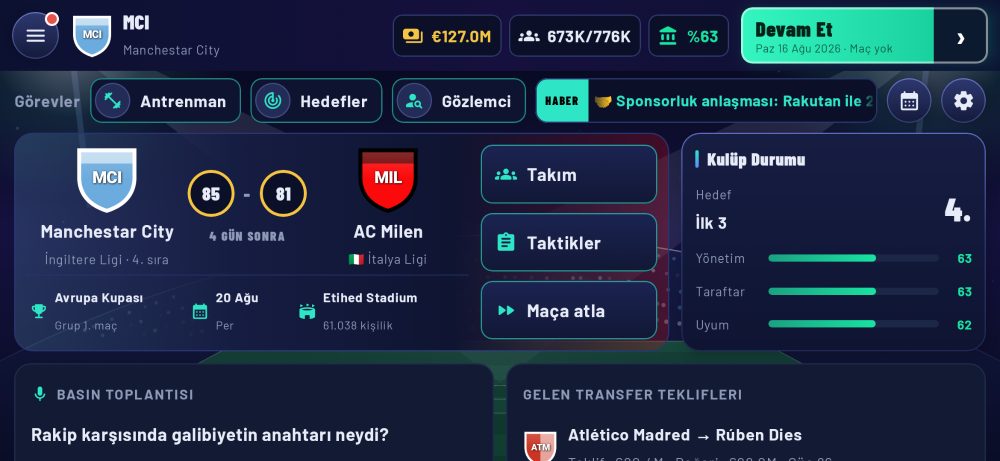 MCI
MCI
Manchestar City
€127.0M
673K/776K
%63
Devam Et
Paz 16 Ağu 2026 · Maç yok
Görevler
Antrenman
Hedefler
Gözlemci
HABER
Sponsorluk anlaşması: Rakutan ile
MCI
85 - 81
MIL
4 GÜN SONRA
Manchestar City
İngiltere Ligi · 4. sıra
AC Milen
İtalya Ligi
Avrupa Kupası
Grup 1. maç
20 Ağu
Per
Etihed Stadium
61.038 kişilik
Takım
Taktikler
Maça atla
Kulüp Durumu
Hedef
İlk 3
4.
Yönetim 63
Taraftar 63
Uyum 62
BASIN TOPLANTISI
Rakip karşısında galibiyetin anahtarı neydi?
GELEN TRANSFER TEKLİFLERİ
ATM
Atlético Madred → Rúben Dies